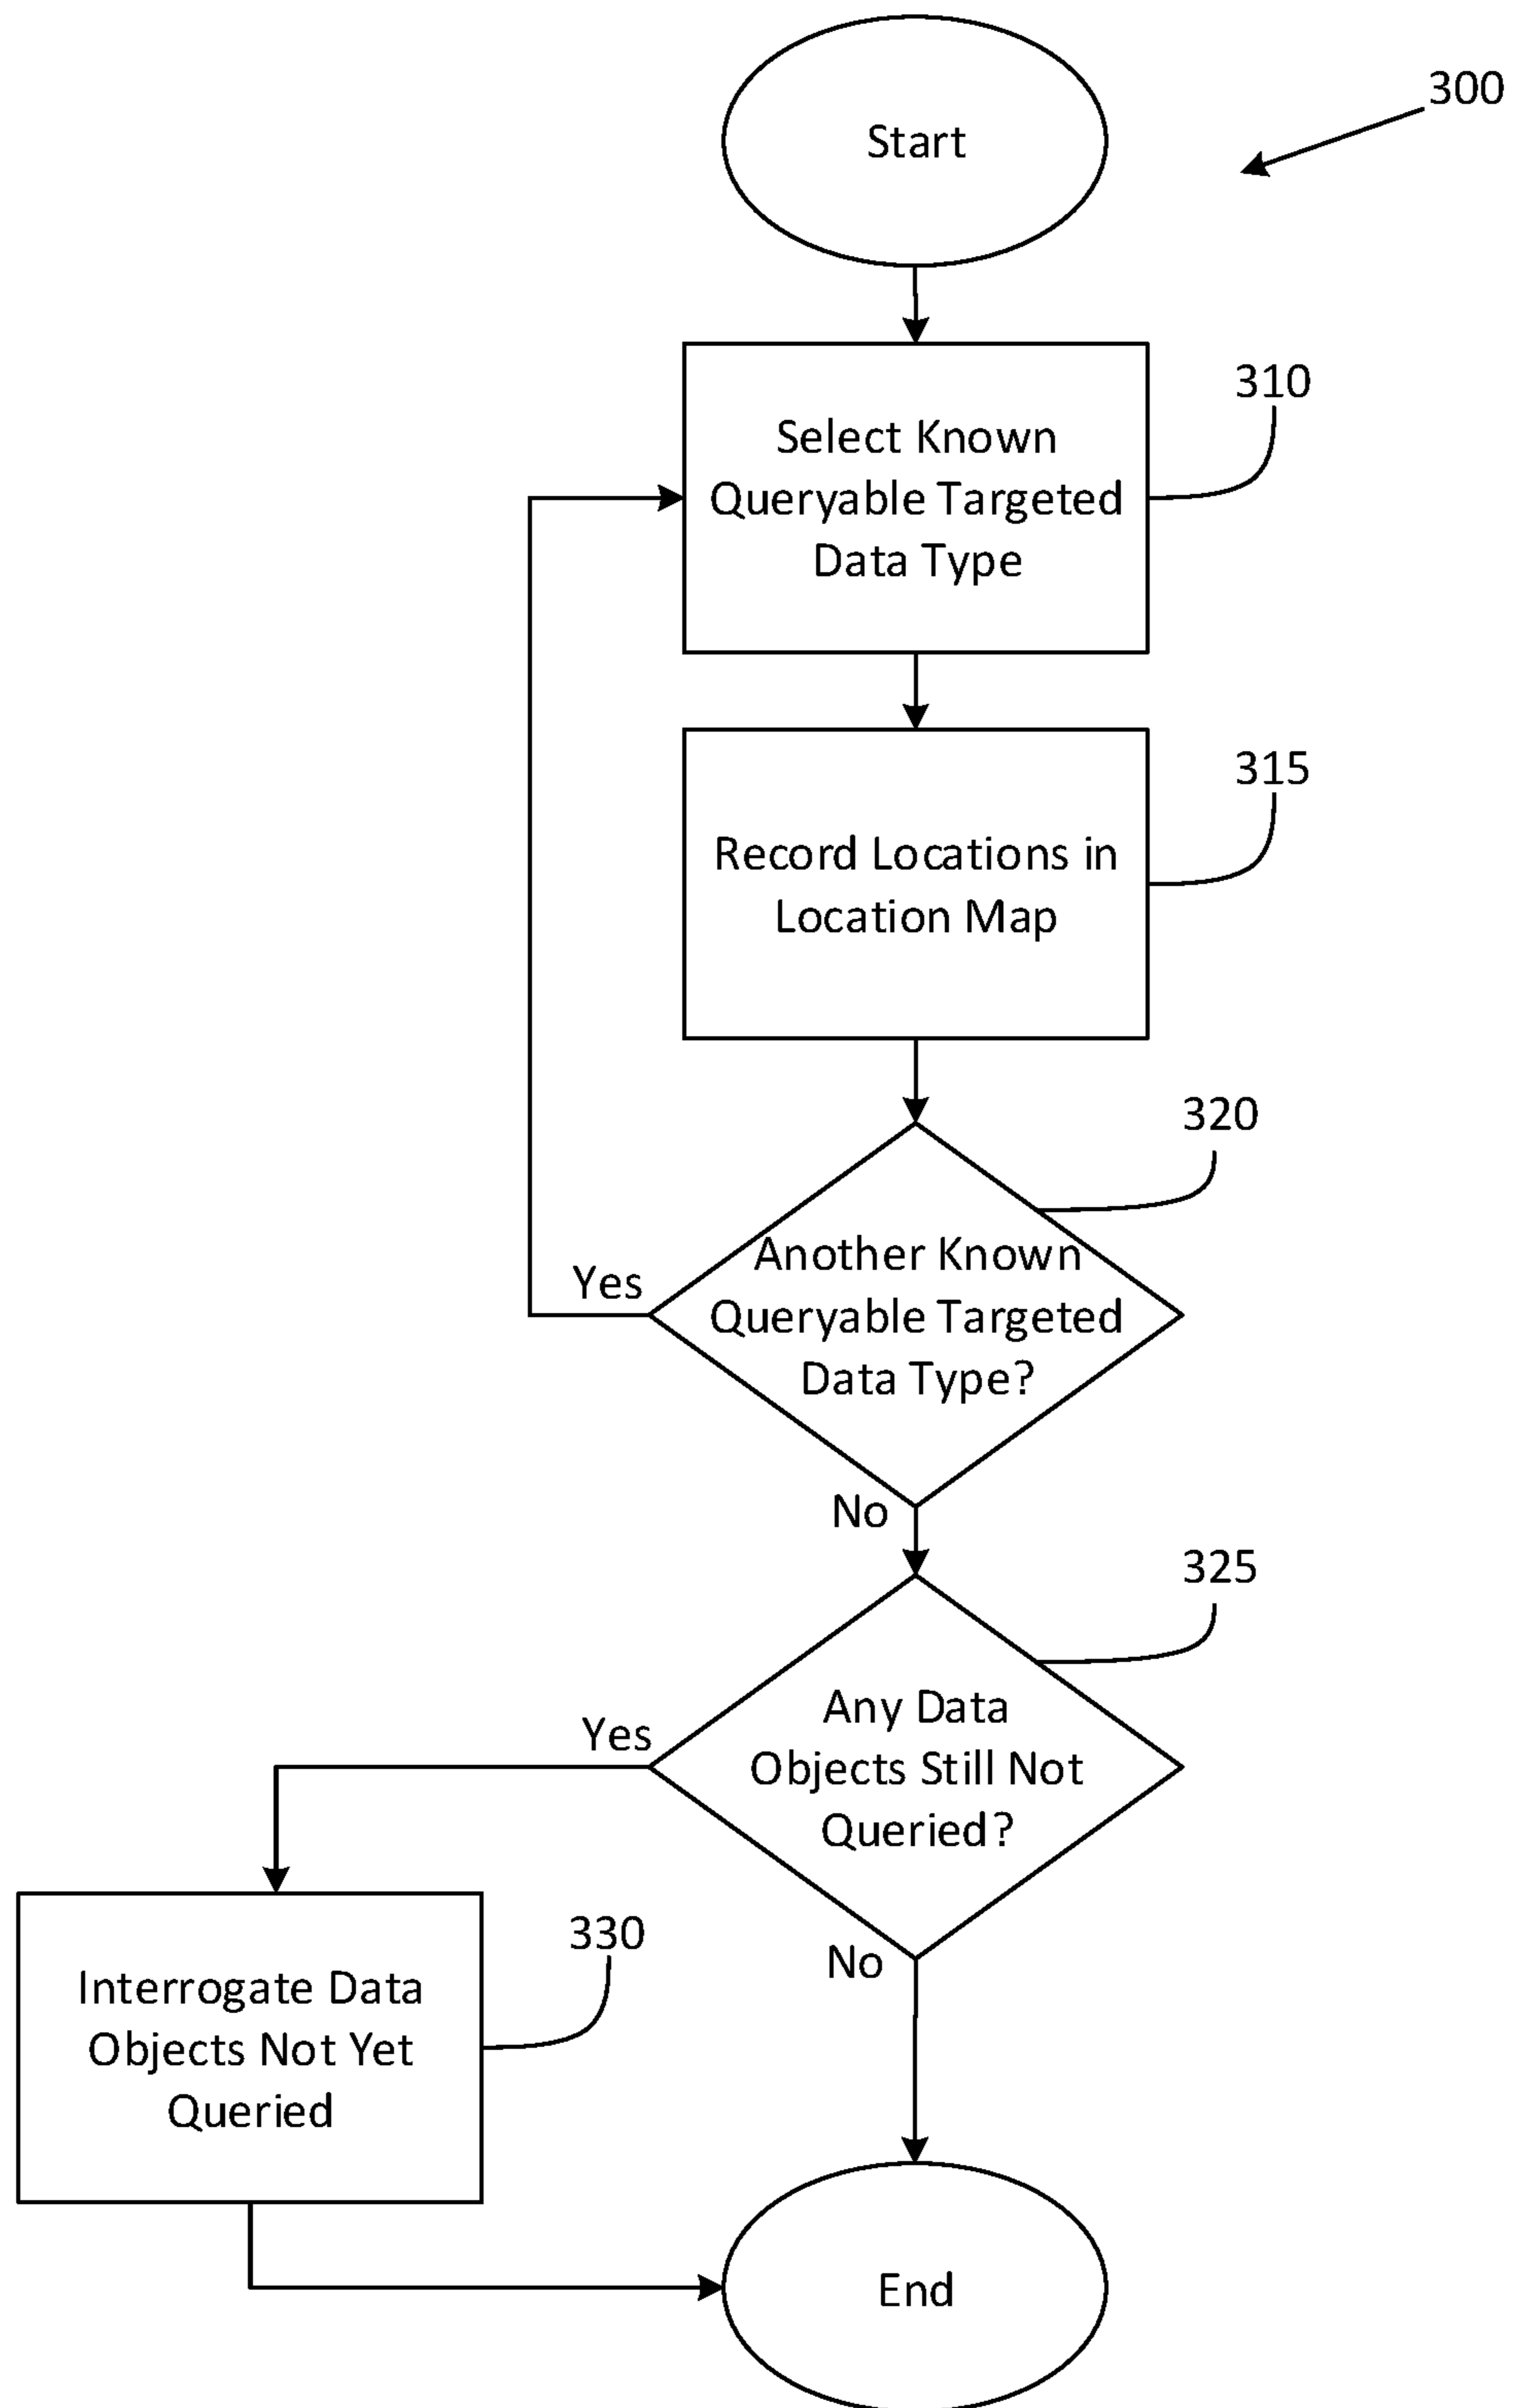 300
Start
310
Select Known
Queryable Targeted
Data Type
315
Record Locations in
Location Map
320
Another Known
Queryable Targeted
Data Type?
Yes
No
325
Any Data
Objects Still Not
Queried?
Yes
No
330
Interrogate Data
Objects Not Yet
Queried
End